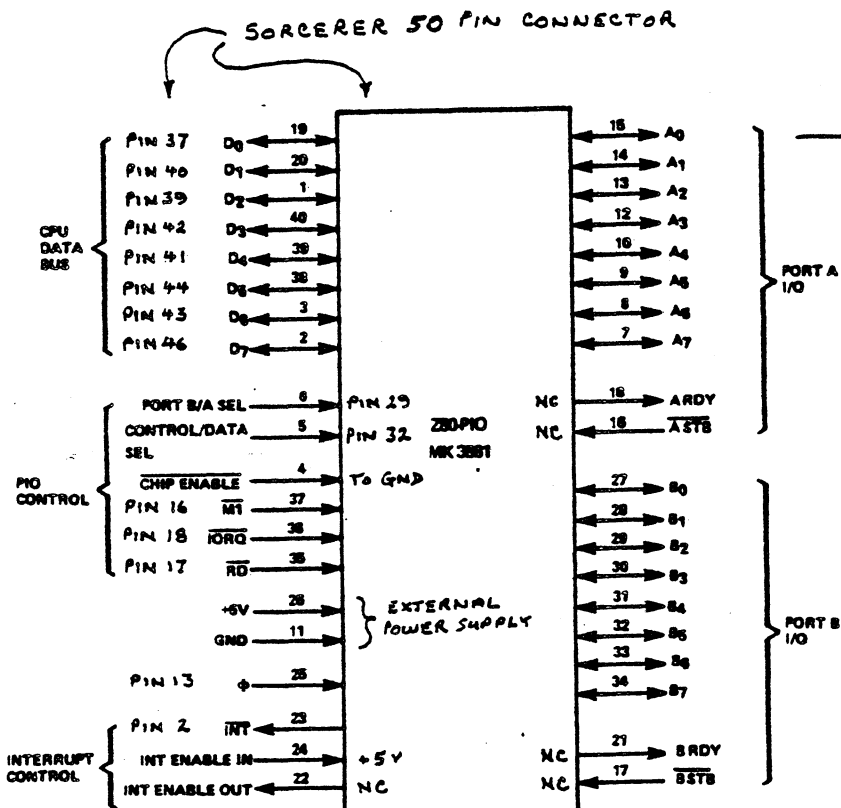 SORCERER 50 PIN CONNECTOR
PIN 37 D0 19
PIN 40 D1 20
PIN 39 D2 1
PIN 42 D3 40
PIN 41 D4 39
PIN 44 D5 38
PIN 43 D6 3
PIN 46 D7 2
CPU
DATA
BUS
PORT B/A SEL 6 PIN 29
CONTROL/DATA
SEL 5 PIN 32
CHIP ENABLE 4 TO GND
PIN 16 M1 37
PIN 18 IORQ 36
PIN 17 RD 35
PIO
CONTROL
+5V 26
GND 11
EXTERNAL
POWER SUPPLY
PIN 13 Φ 25
PIN 2 INT 23
INT ENABLE IN 24 +5V
INT ENABLE OUT 22 NC
INTERRUPT
CONTROL
Z80-PIO
MK 3881
15 A0
14 A1
13 A2
12 A3
10 A4
9 A5
8 A6
7 A7
NC 18 ARDY
NC 16 ASTB
PORT A
I/O
27 B0
28 B1
29 B2
30 B3
31 B4
32 B5
33 B6
34 B7
NC 21 BRDY
NC 17 BSTB
PORT B
I/O